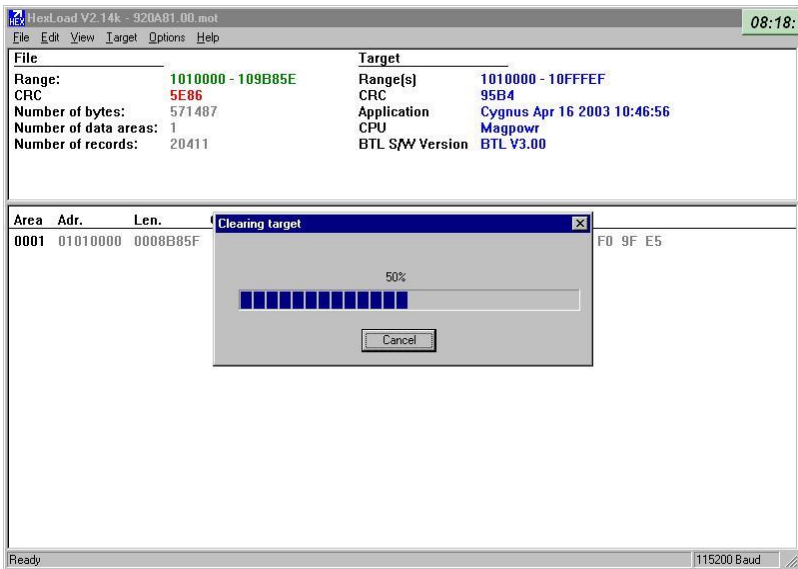 HEX HexLoad V2.14k - 920A81.00.mot
08:18:
File Edit View Target Options Help
File
Range: 1010000 - 109B85E
CRC 5E86
Number of bytes: 571487
Number of data areas: 1
Number of records: 20411
Target
Range(s) 1010000 - 10FFFEF
CRC 95B4
Application Cygnus Apr 16 2003 10:46:56
CPU Magpowr
BTL S/W Version BTL V3.00
Area Adr. Len.
0001 01010000 0008B85F F0 9F E5
Clearing target
50%
Cancel
Ready 115200 Baud